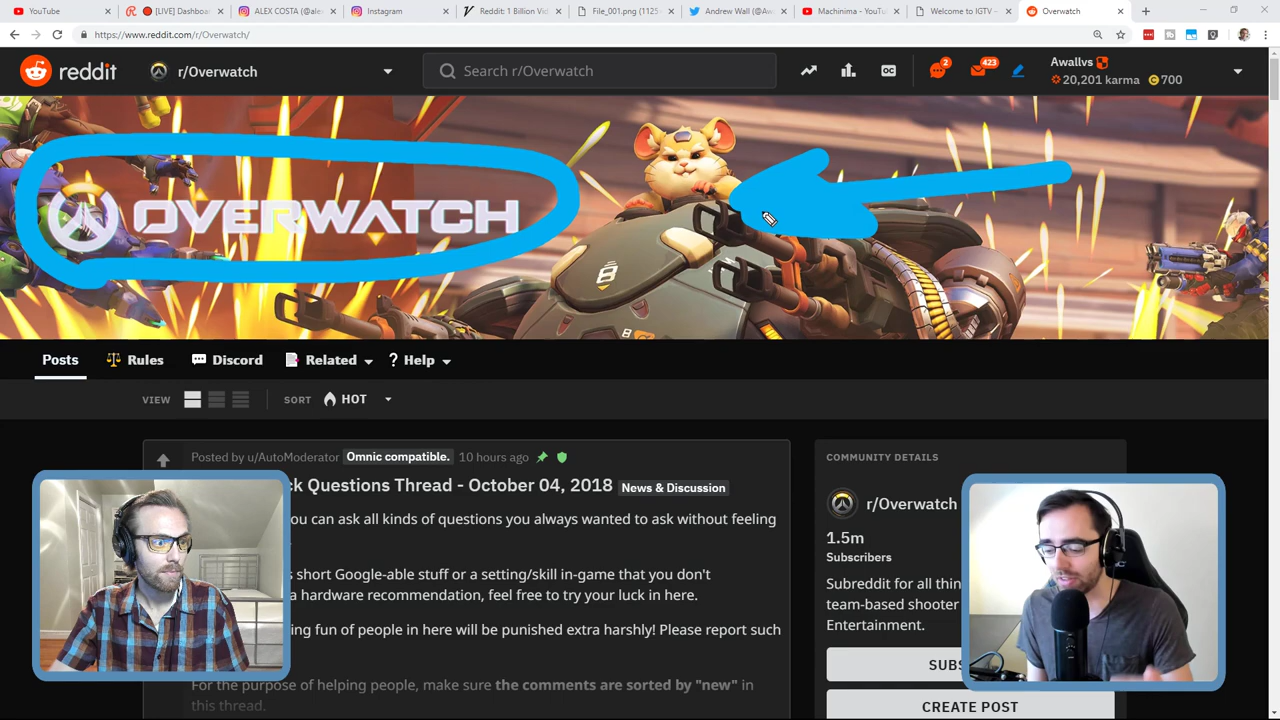 YouTube
[LIVE] Dashboa
ALEX COSTA (@ale
Instagram
Reddit: 1 Billion Vid
File_001.png (1125
Andrew Wall (@Aw
Machinima - YouTu
Welcome to IGTV -
Overwatch
https://www.reddit.com/r/Overwatch/
reddit
r/Overwatch
Search r/Overwatch
OC
2
423
Awallvs
20,201 karma
C 700
OVERWATCH
8
8
Posts
Rules
Discord
Related
? Help
VIEW
SORT
HOT
Posted by u/AutoModerator Omnic compatible. 10 hours ago
ck Questions Thread - October 04, 2018 News & Discussion
ou can ask all kinds of questions you always wanted to ask without feeling
s short Google-able stuff or a setting/skill in-game that you don't
a hardware recommendation, feel free to try your luck in here.
ing fun of people in here will be punished extra harshly! Please report such
For the purpose of helping people, make sure the comments are sorted by "new" in
this thread.
COMMUNITY DETAILS
r/Overwatch
1.5m
Subscribers
Subreddit for all thin
team-based shooter
Entertainment.
SUBS
CREATE POST